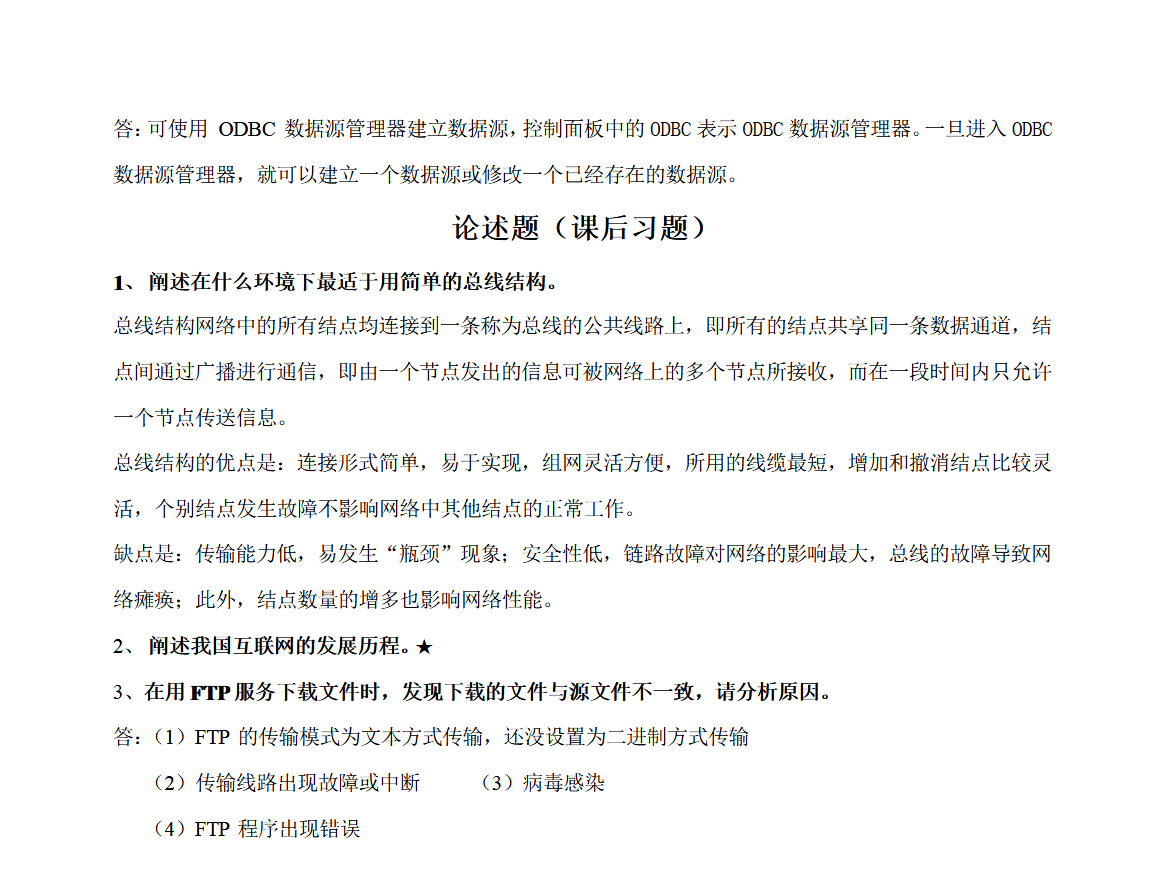 答：可使用 ODBC 数据源管理器建立数据源，控制面板中的 ODBC 表示 ODBC 数据源管理器。一旦进入 ODBC
数据源管理器，就可以建立一个数据源或修改一个已经存在的数据源。
论述题（课后习题）
1、 阐述在什么环境下最适于用简单的总线结构。
总线结构网络中的所有结点均连接到一条称为总线的公共线路上，即所有的结点共享同一条数据通道，结
点间通过广播进行通信，即由一个节点发出的信息可被网络上的多个节点所接收，而在一段时间内只允许
一个节点传送信息。
总线结构的优点是：连接形式简单，易于实现，组网灵活方便，所用的线缆最短，增加和撤消结点比较灵
活，个别结点发生故障不影响网络中其他结点的正常工作。
缺点是：传输能力低，易发生“瓶颈”现象；安全性低，链路故障对网络的影响最大，总线的故障导致网
络瘫痪；此外，结点数量的增多也影响网络性能。
2、 阐述我国互联网的发展历程。★
3、在用 FTP 服务下载文件时，发现下载的文件与源文件不一致，请分析原因。
答：（1）FTP 的传输模式为文本方式传输，还没设置为二进制方式传输
（2）传输线路出现故障或中断 （3）病毒感染
（4）FTP 程序出现错误